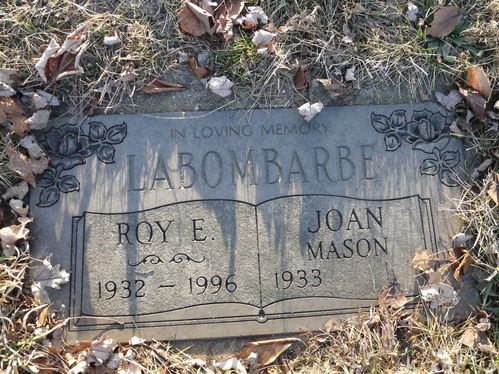 IN LOVING MEMORY
LABOMBARBE
ROY E.
1932 - 1996
JOAN
MASON
1933